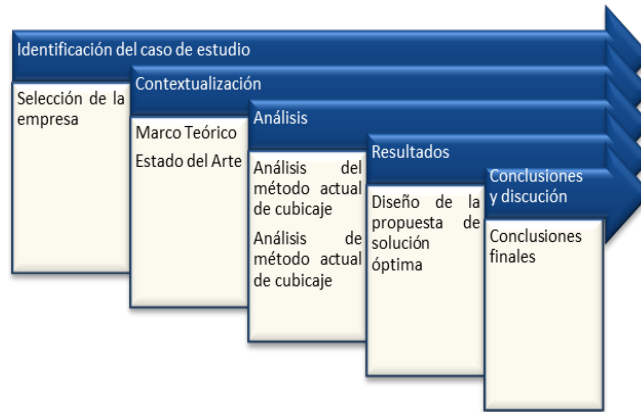 Identificación del caso de estudio
Selección de la
empresa
Contextualización
Marco Teórico
Estado del Arte
Análisis
Análisis del
método actual
de cubicaje
Análisis de
método actual
de cubicaje
Resultados
Diseño de la
propuesta de
solución
óptima
Conclusiones
y discución
Conclusiones
finales